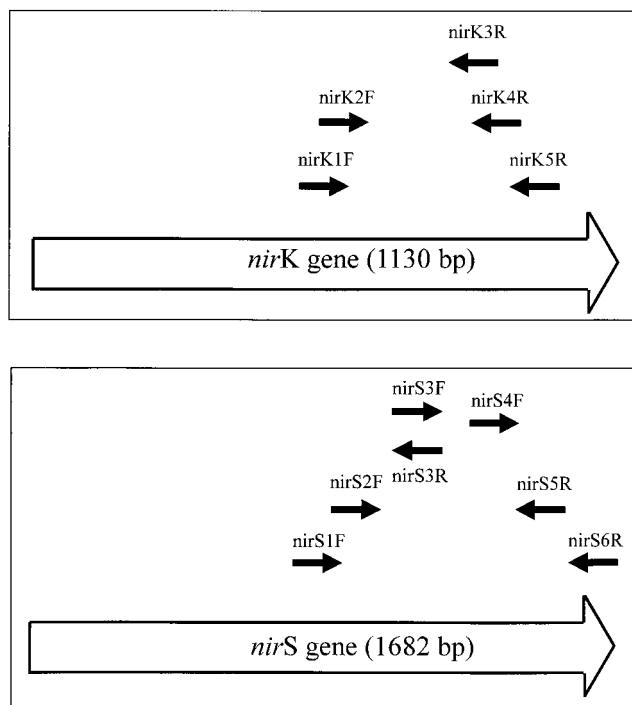 nirK3R
nirK2F
nirK4R
nirK1F
nirK5R
nirK gene (1130 bp)
nirS3F
nirS4F
nirS3R
nirS2F
nirS5R
nirS1F
nirS6R
nirS gene (1682 bp)